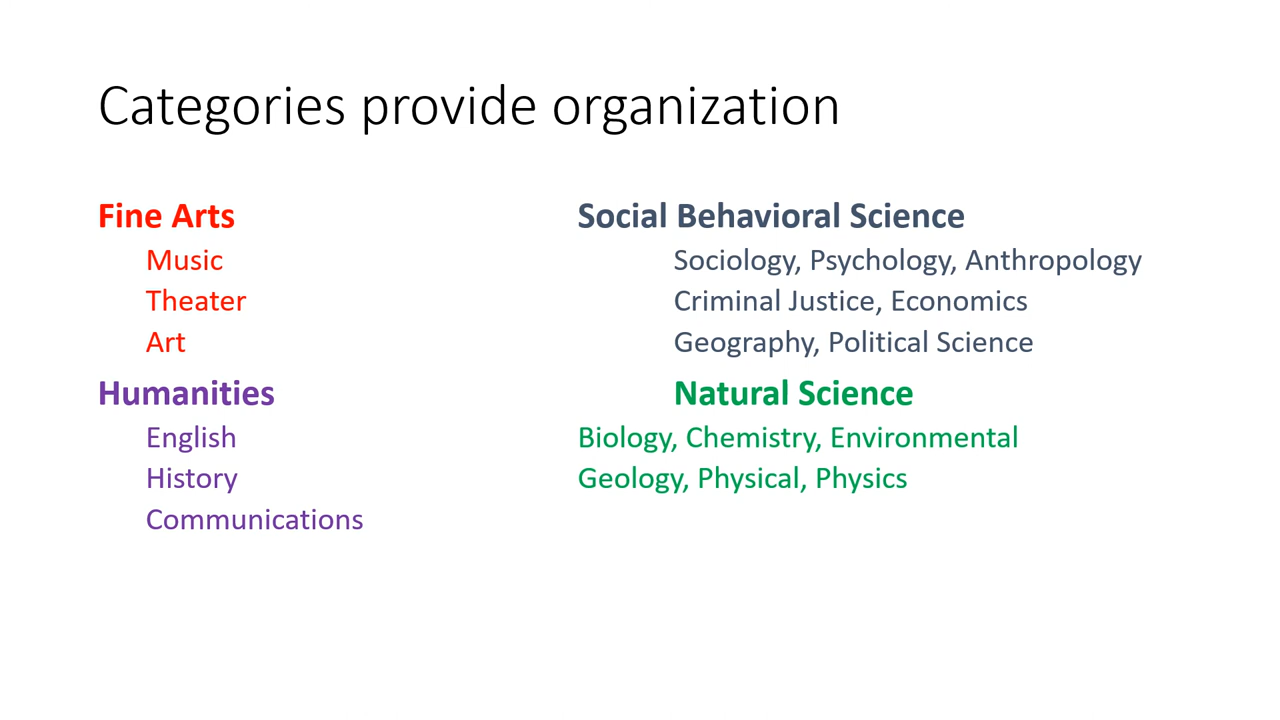 Categories provide organization
Fine Arts
Music
Theater
Art
Humanities
English
History
Communications
Social Behavioral Science
Sociology, Psychology, Anthropology
Criminal Justice, Economics
Geography, Political Science
Natural Science
Biology, Chemistry, Environmental
Geology, Physical, Physics